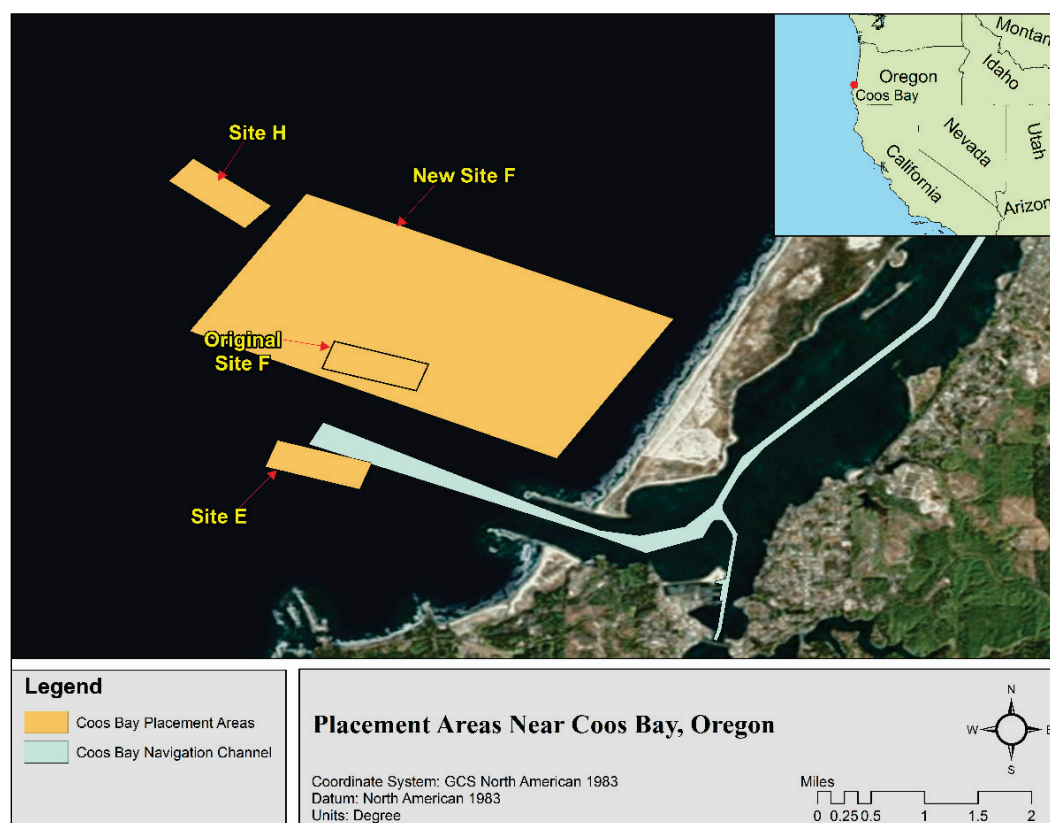 Montan
Oregon
Idaho
Coos Bay
Nevada
Utah
California
Arizon
Site H
New Site F
Original
Site F
Site E
Legend
Coos Bay Placement Areas
Coos Bay Navigation Channel
Placement Areas Near Coos Bay, Oregon
Coordinate System: GCS North American 1983
Datum: North American 1983
Units: Degree
N
W E
S
Miles
0 0.25 0.5 1 1.5 2